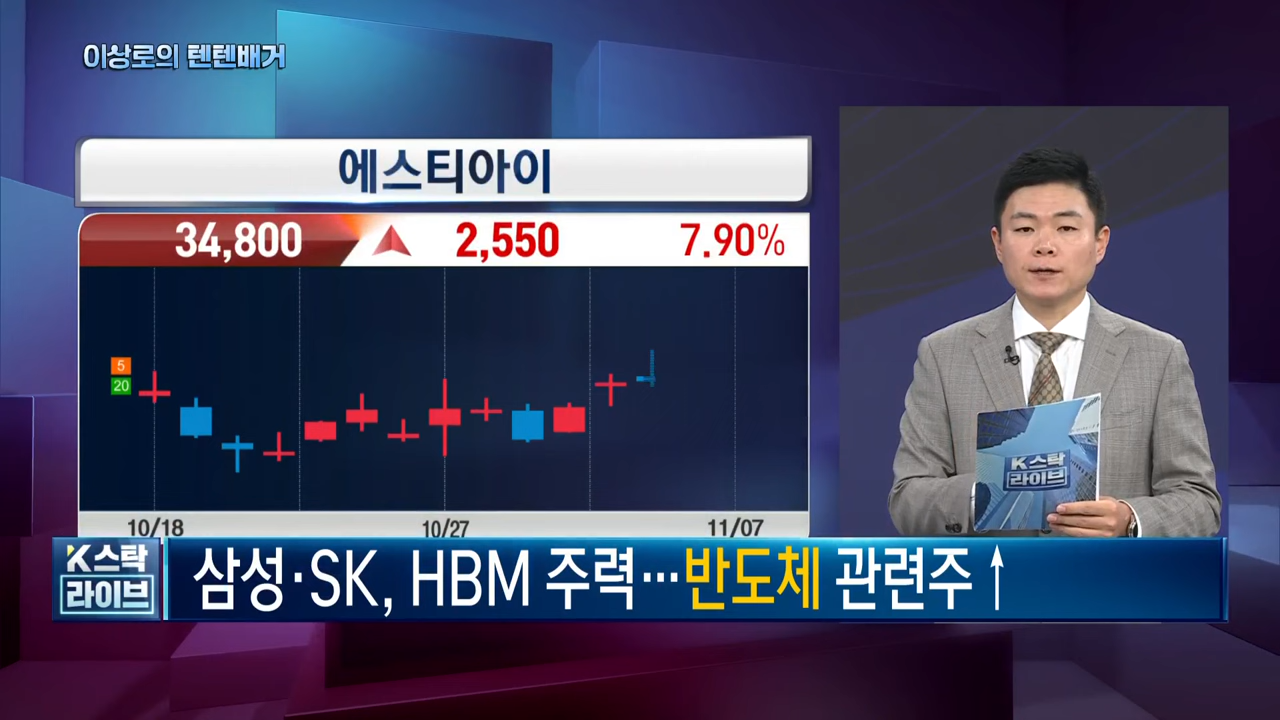 이상로의 텐텐배거
에스티아이
34,800 2,550 7.90%
5
20
10/18 10/27 11/07
K스탁
라이브
K스탁
라이브
삼성·SK, HBM 주력…반도체 관련주↑